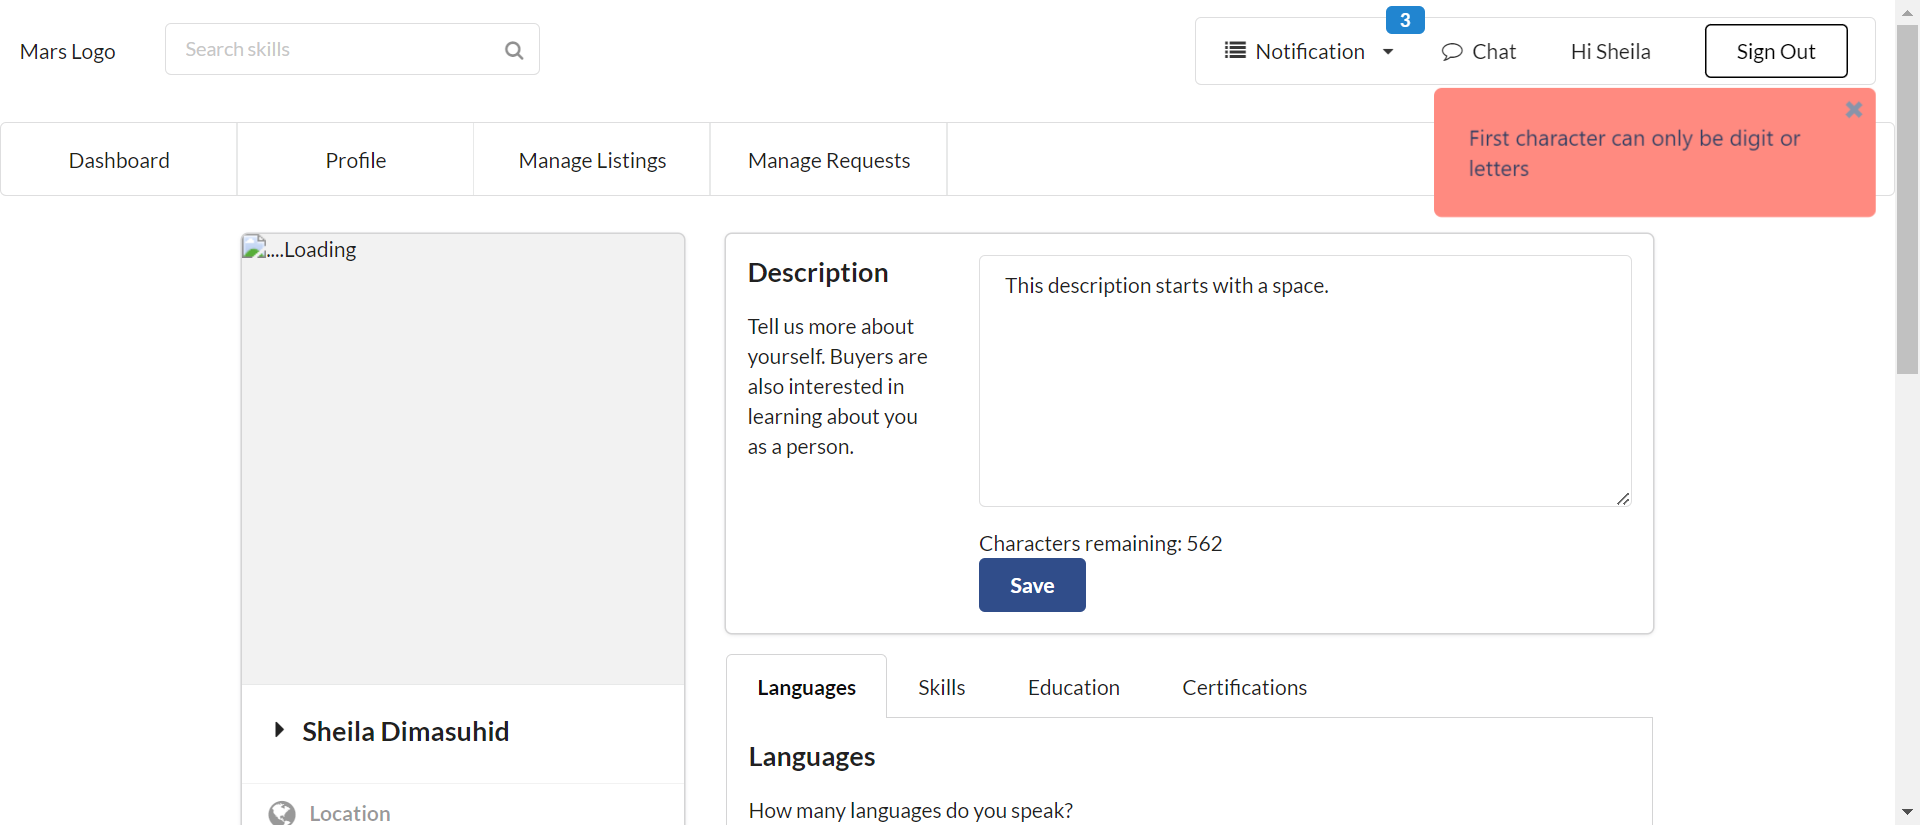 3
Mars Logo
Search skills
Notification
Chat
Hi Sheila
Sign Out
First character can only be digit or
letters
Dashboard
Profile
Manage Listings
Manage Requests
....Loading
Description
Tell us more about
yourself. Buyers are
also interested in
learning about you
as a person.
This description starts with a space.
Characters remaining: 562
Save
Sheila Dimasuhid
Location
Languages
Skills
Education
Certifications
Languages
How many languages do you speak?